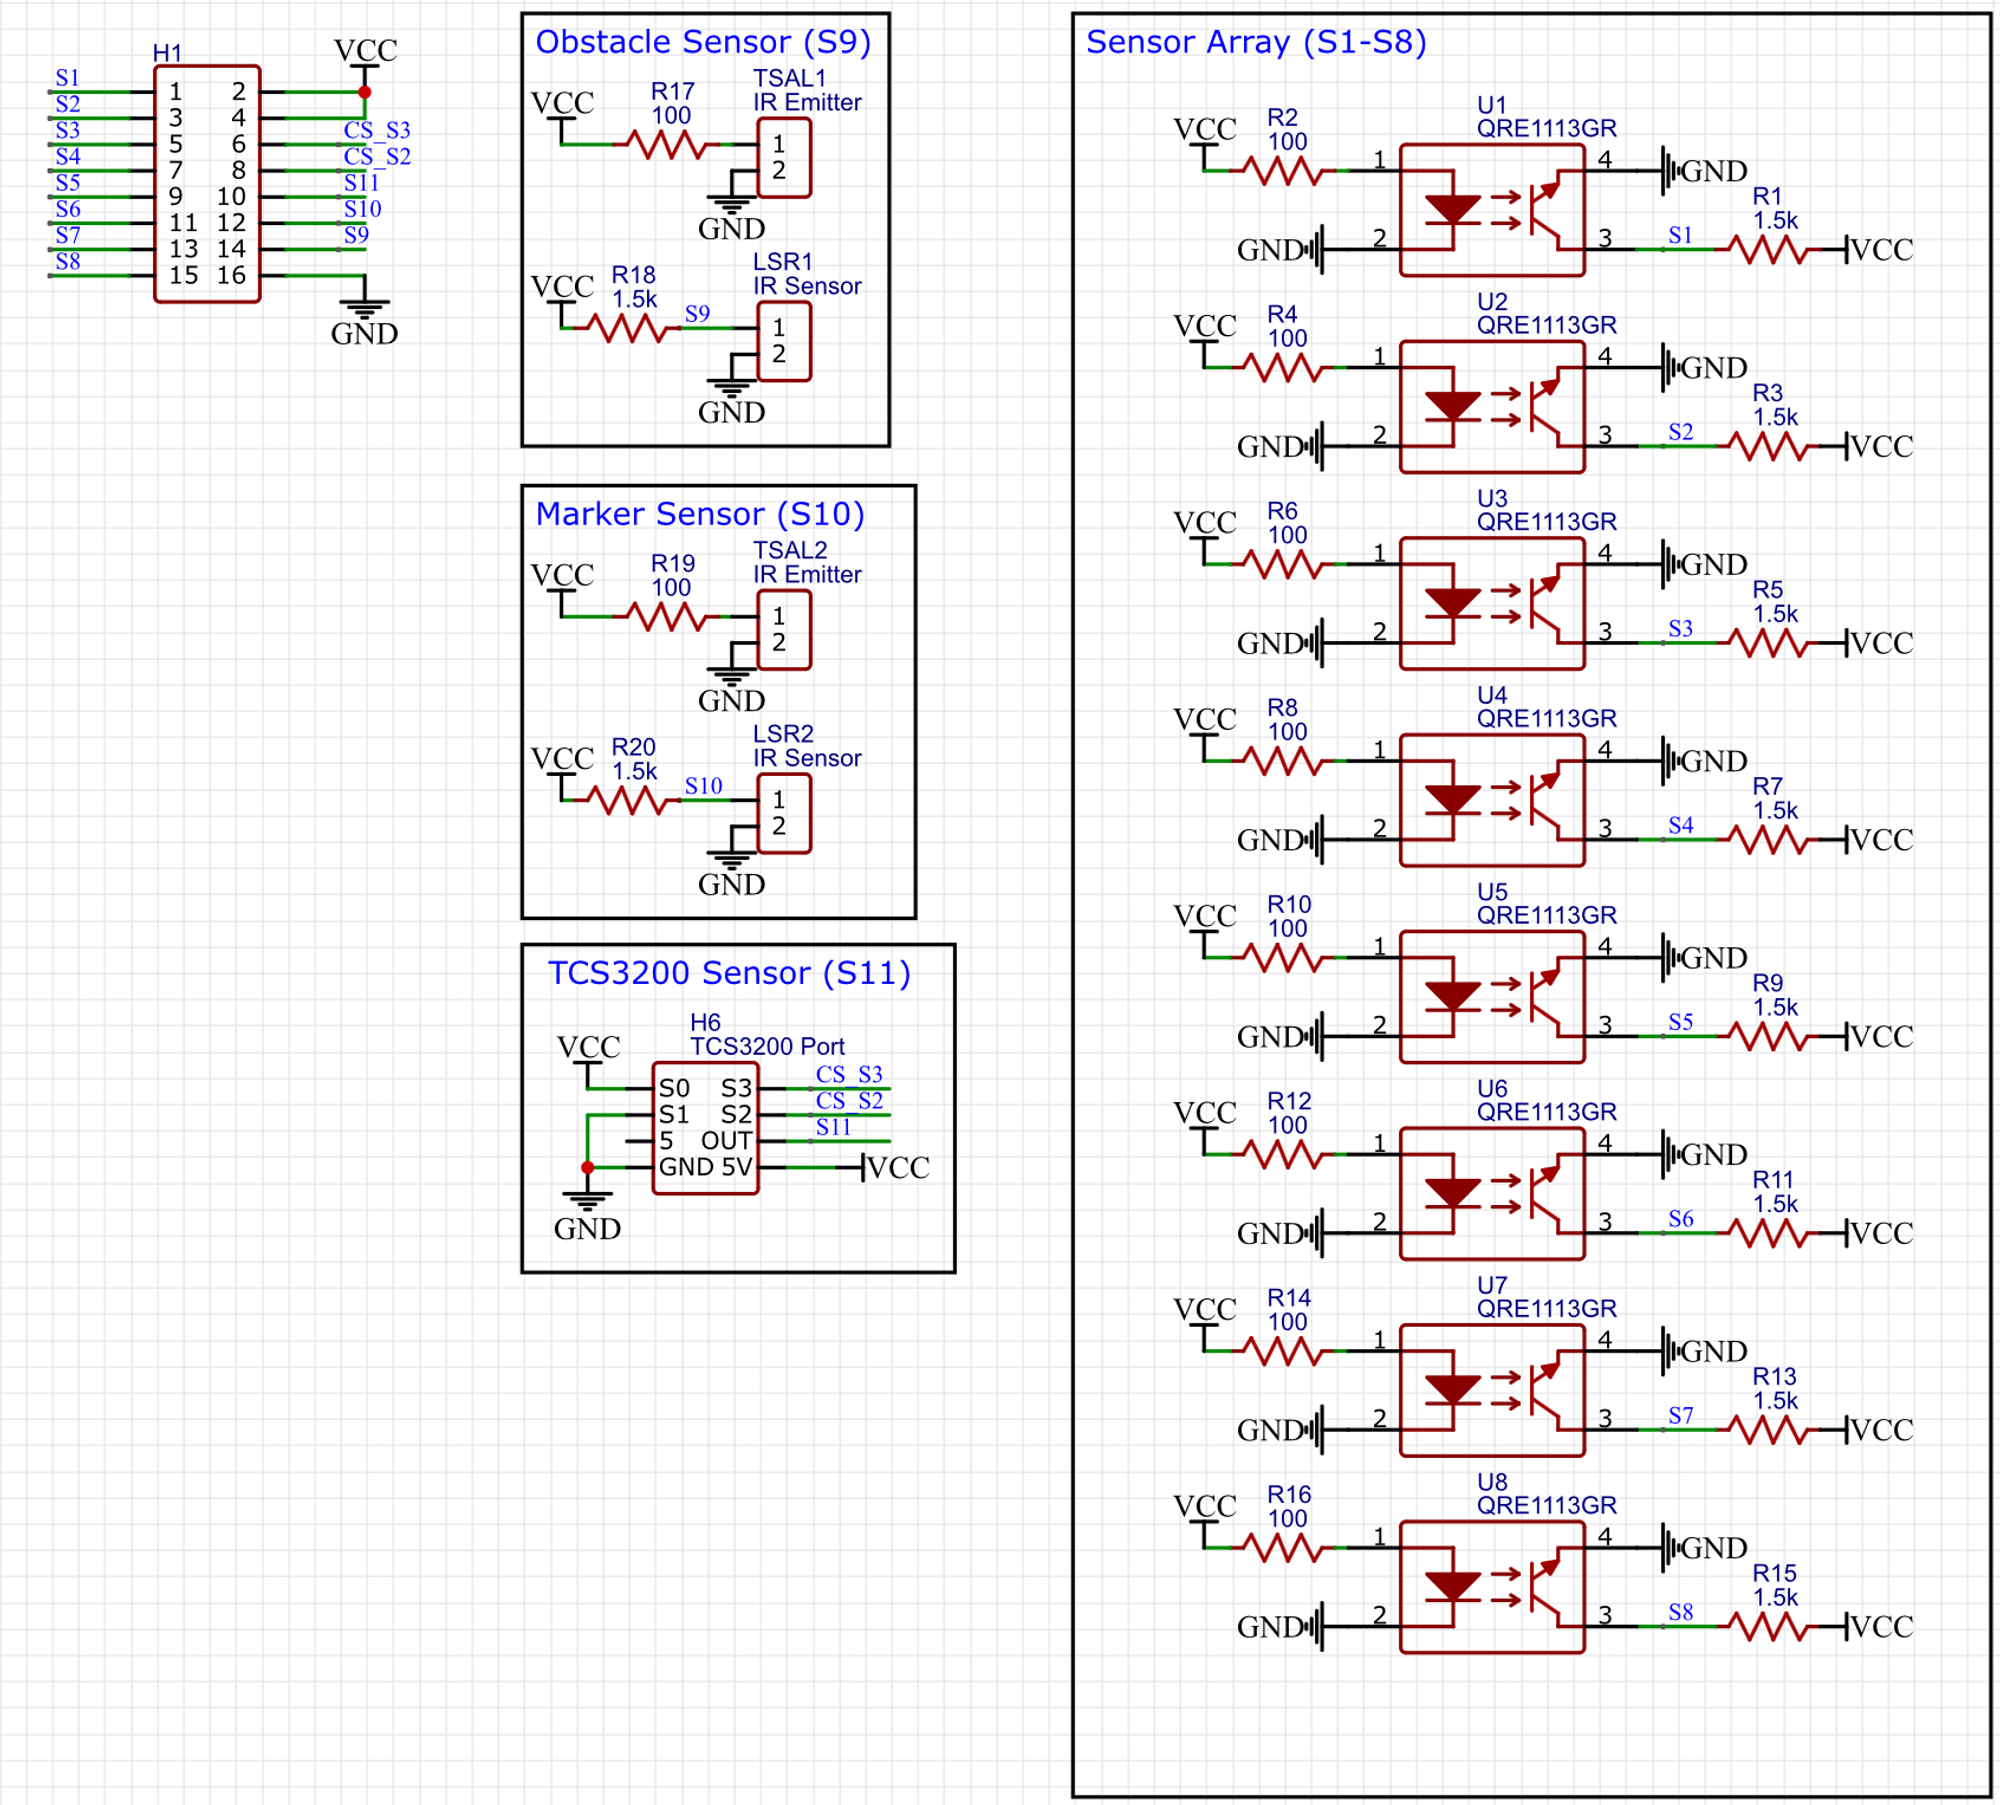 H1
VCC
S1 1 2
S2 3 4
S3 5 6 CS_S3
S4 7 8 CS_S2
S5 9 10 S11
S6 11 12 S10
S7 13 14 S9
S8 15 16
GND
Obstacle Sensor (S9)
TSAL1
IR Emitter
R17
100
VCC
1
2
GND
LSR1
IR Sensor
R18
1.5k
VCC
S9
1
2
GND
Marker Sensor (S10)
TSAL2
IR Emitter
R19
100
VCC
1
2
GND
LSR2
IR Sensor
R20
1.5k
VCC
S10
1
2
GND
TCS3200 Sensor (S11)
H6
TCS3200 Port
VCC
S0 S3 CS_S3
S1 S2 CS_S2
5 OUT S11
GND 5V VCC
GND
Sensor Array (S1-S8)
U1
QRE1113GR
R2
100
VCC
1 4 GND
R1
1.5k
GND 2 3 S1 VCC
U2
QRE1113GR
R4
100
VCC
1 4 GND
R3
1.5k
GND 2 3 S2 VCC
U3
QRE1113GR
R6
100
VCC
1 4 GND
R5
1.5k
GND 2 3 S3 VCC
U4
QRE1113GR
R8
100
VCC
1 4 GND
R7
1.5k
GND 2 3 S4 VCC
U5
QRE1113GR
R10
100
VCC
1 4 GND
R9
1.5k
GND 2 3 S5 VCC
U6
QRE1113GR
R12
100
VCC
1 4 GND
R11
1.5k
GND 2 3 S6 VCC
U7
QRE1113GR
R14
100
VCC
1 4 GND
R13
1.5k
GND 2 3 S7 VCC
U8
QRE1113GR
R16
100
VCC
1 4 GND
R15
1.5k
GND 2 3 S8 VCC